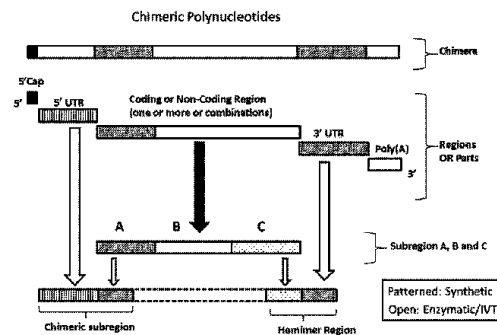 Chimeric Polynucleotides
Chimera
5'Cap
5'
5' UTR
Coding or Non-Coding Region
(one or more or combinations)
3' UTR
Poly(A)
3'
Regions
OR Parts
A B C
Subregion A, B and C
Chimeric subregion
Hemimer Region
Patterned: Synthetic
Open: Enzymatic/IVT